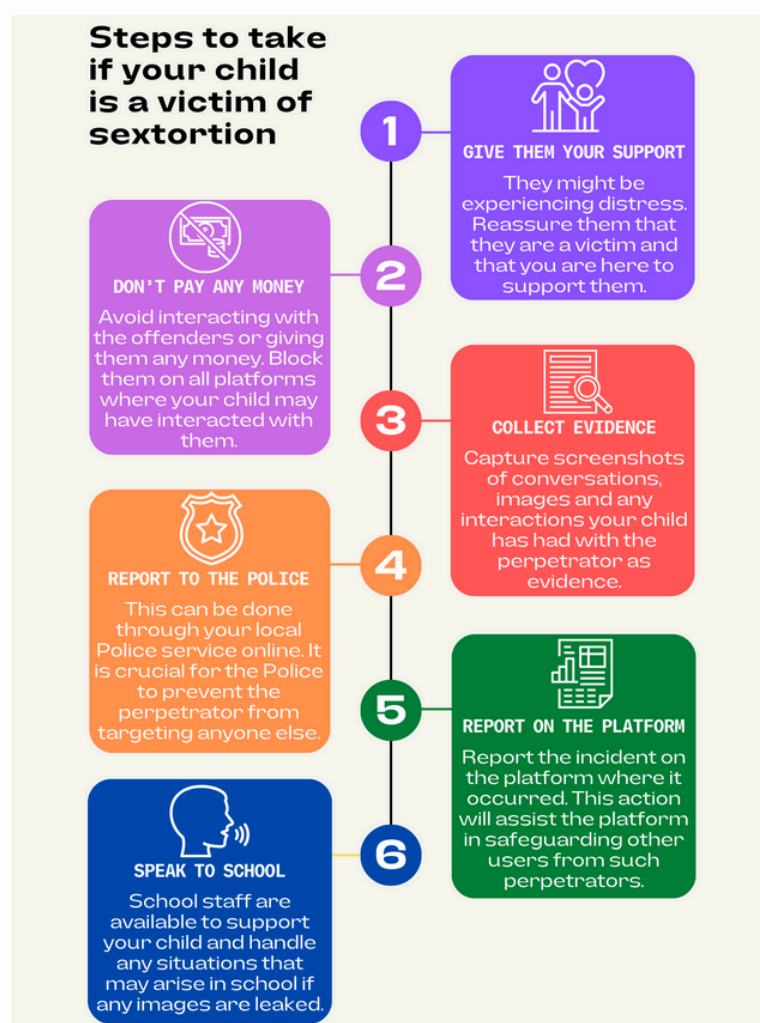 Steps to take
if your child
is a victim of
sextortion
1
GIVE THEM YOUR SUPPORT
They might be
experiencing distress.
Reassure them that
they are a victim and
that you are here to
support them.
2
DON'T PAY ANY MONEY
Avoid interacting with
the offenders or giving
them any money. Block
them on all platforms
where your child may
have interacted with
them.
3
COLLECT EVIDENCE
Capture screenshots
of conversations,
images and any
interactions your child
has had with the
perpetrator as
evidence.
4
REPORT TO THE POLICE
This can be done
through your local
Police service online. It
is crucial for the Police
to prevent the
perpetrator from
targeting anyone else.
5
REPORT ON THE PLATFORM
Report the incident on
the platform where it
occurred. This action
will assist the platform
in safeguarding other
users from such
perpetrators.
6
SPEAK TO SCHOOL
School staff are
available to support
your child and handle
any situations that
may arise in school if
any images are leaked.